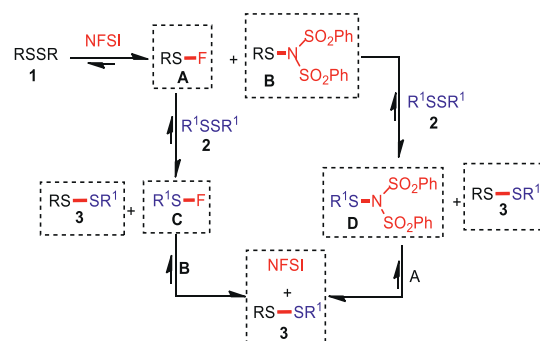 NFSI
RSSR
1
RS–F
A
+
RS–N
SO2Ph
SO2Ph
B
R¹SSR¹
2
R¹SSR¹
2
RS–SR¹
3
+
R¹S–F
C
R¹S–N
SO2Ph
SO2Ph
D
+
RS–SR¹
3
B
A
NFSI
+
RS–SR¹
3